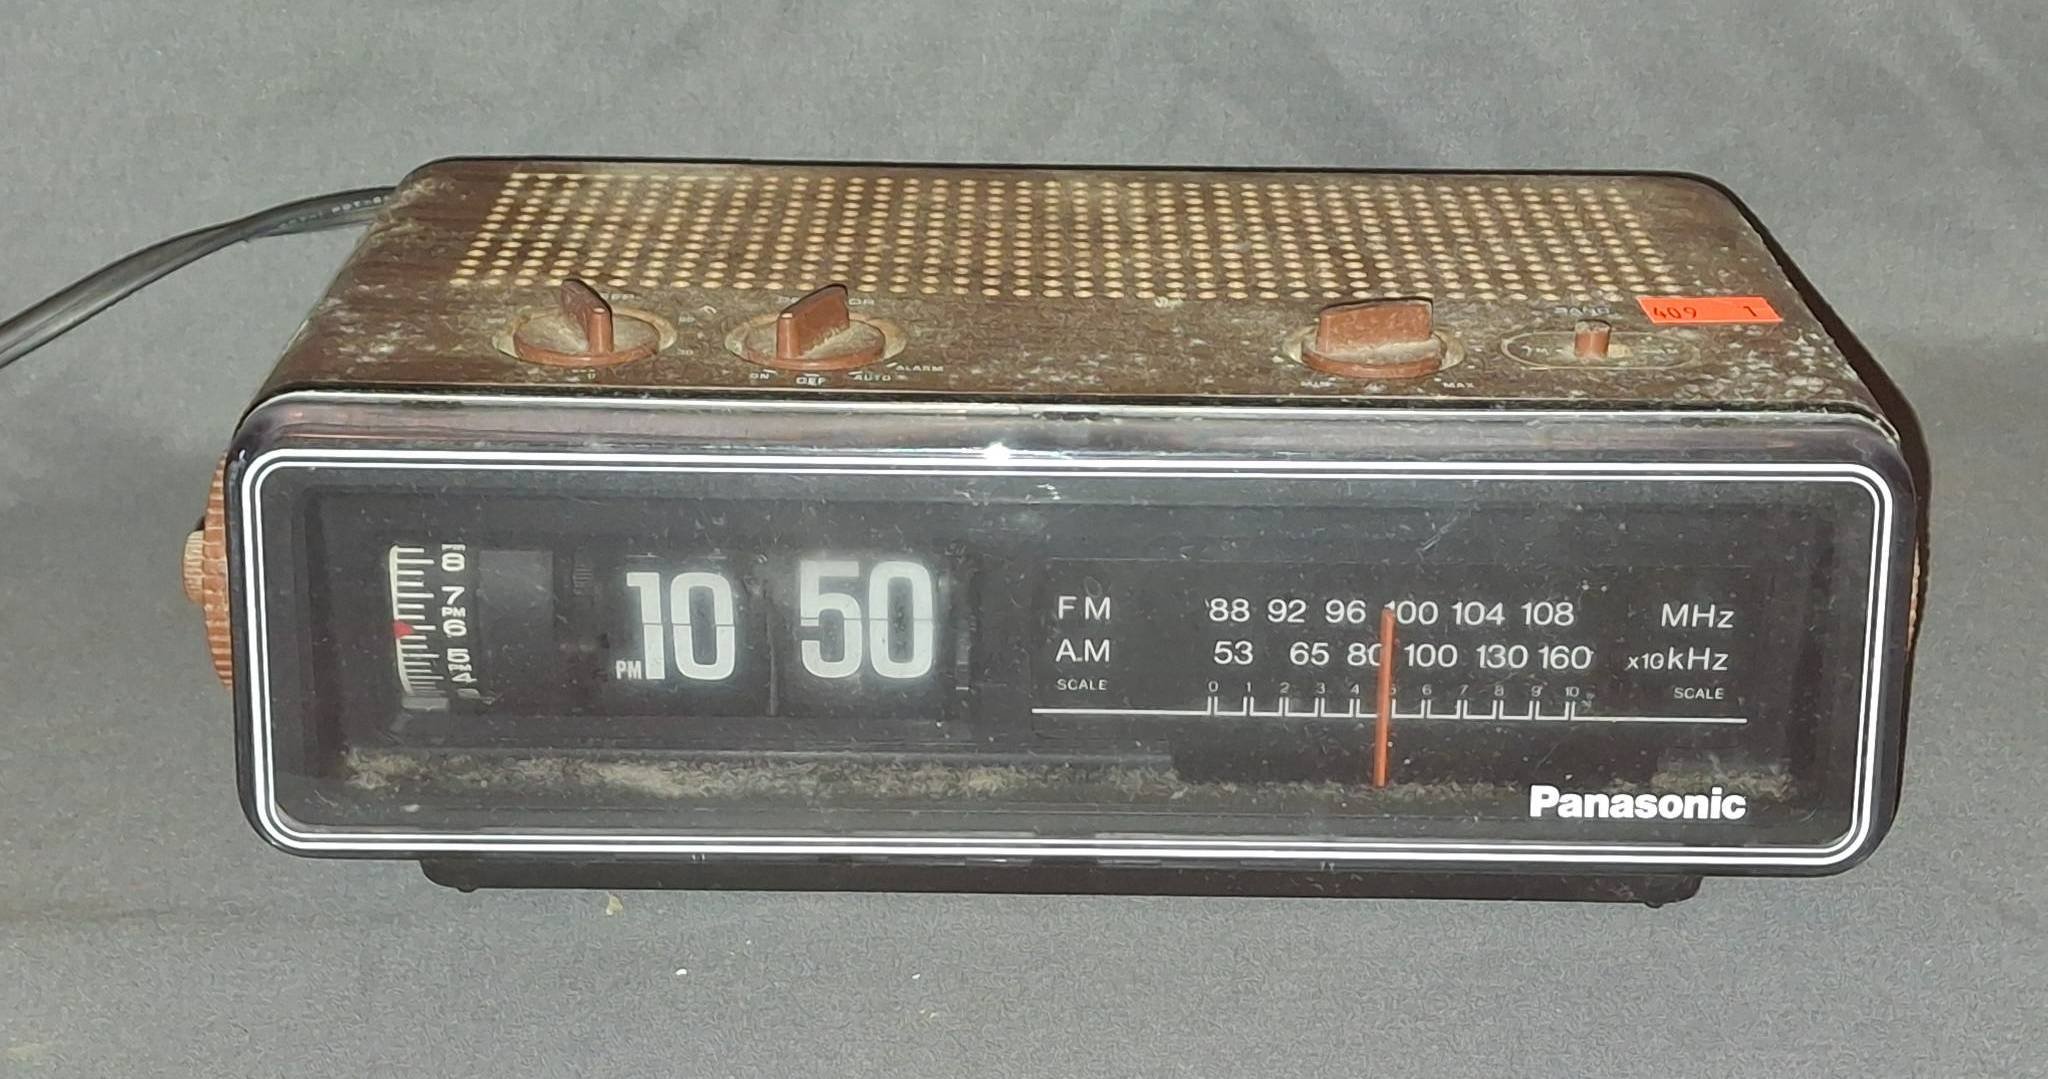 409 1
ON OFF AUTO ALARM
MAX
PM
8
7
PM
6
5
PM
4
PM 10 50
FM 88 92 96 100 104 108 MHz
AM 53 65 80 100 130 160 x10kHz
SCALE 0 1 2 3 4 5 6 7 8 9 10 SCALE
Panasonic